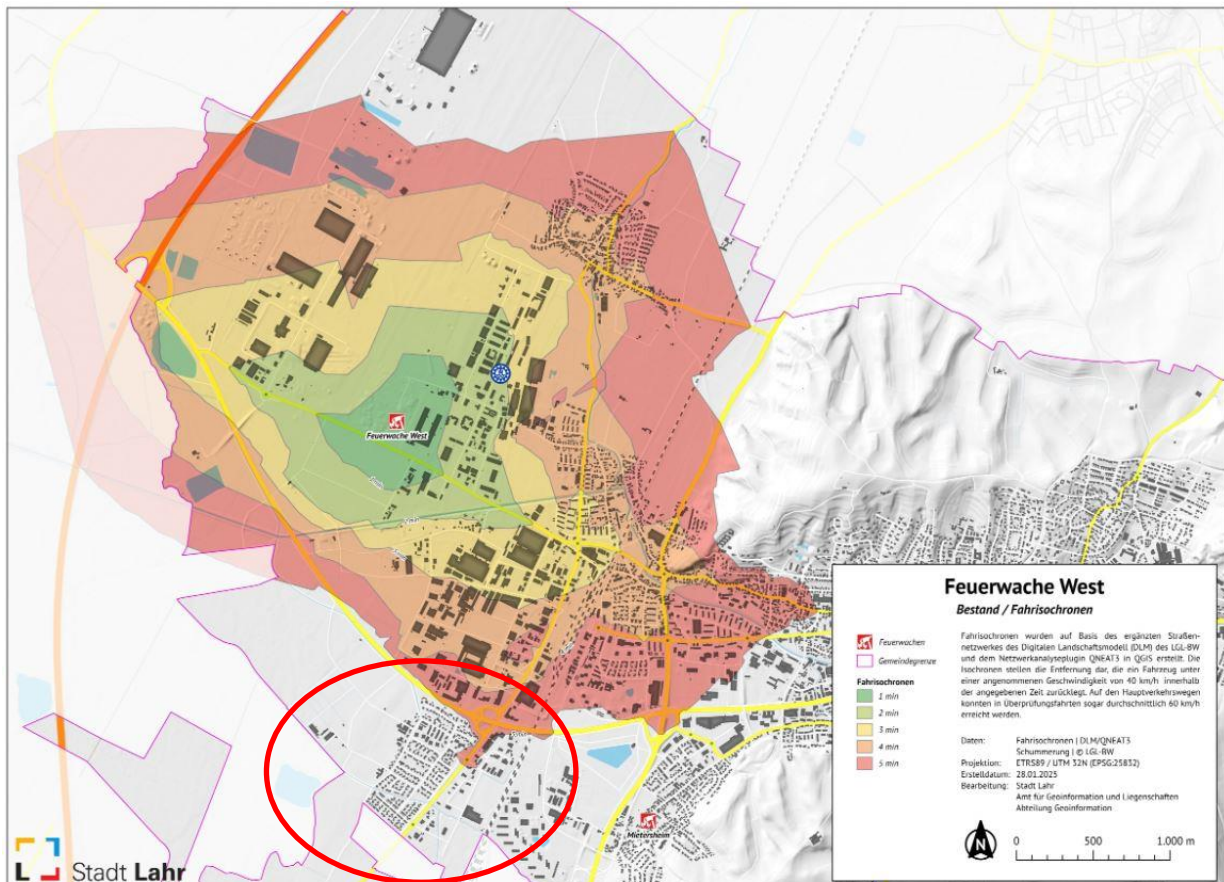 Feuerwache West
Mietersheim
Feuerwache West
Bestand / Fahrisochronen
Feuerwachen
Gemeindegrenze
Fahrisochronen
1 min
2 min
3 min
4 min
5 min
Fahrisochronen wurden auf Basis des ergänzten Straßen-
netzwerkes des Digitalen Landschaftsmodell (DLM) des LGL-BW
und dem Netzwerkanalyseplugin QNEAT3 in QGIS erstellt. Die
Isochronen stellen die Entfernung dar, die ein Fahrzeug unter
einer angenommenen Geschwindigkeit von 40 km/h innerhalb
der angegebenen Zeit zurücklegt. Auf den Hauptverkehrswegen
konnten in Überprüfungsfahrten sogar durchschnittlich 60 km/h
erreicht werden.
Daten: Fahrisochronen | DLM/QNEAT3
Schummerung | © LGL-BW
Projektion: ETRS89 / UTM 32N (EPSG:25832)
Erstelldatum: 28.01.2025
Bearbeitung: Stadt Lahr
Amt für Geoinformation und Liegenschaften
Abteilung Geoinformation
N
0 500 1.000 m
L Stadt Lahr